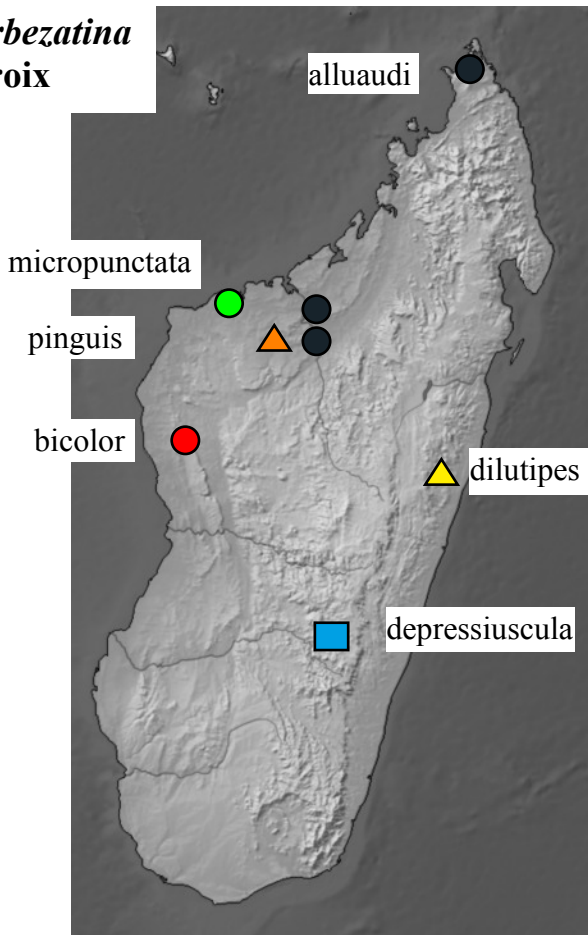 rbezatina
roix
alluaudi
micropunctata
pinguis
bicolor
dilutipes
depressiuscula